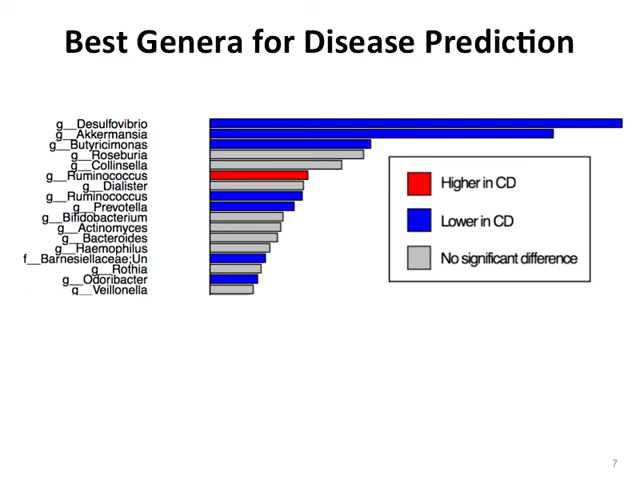 Best Genera for Disease Prediction
g__Desulfovibrio
g__Akkermansia
g__Butyricimonas
g__Roseburia
g__Collinsella
g__Ruminococcus
g__Dialister
g__Ruminococcus
g__Prevotella
g__Bifidobacterium
g__Actinomyces
g__Bacteroides
g__Haemophilus
f__Barnesiellaceae;Un
g__Rothia
g__Odoribacter
g__Veillonella
Higher in CD
Lower in CD
No significant difference
7